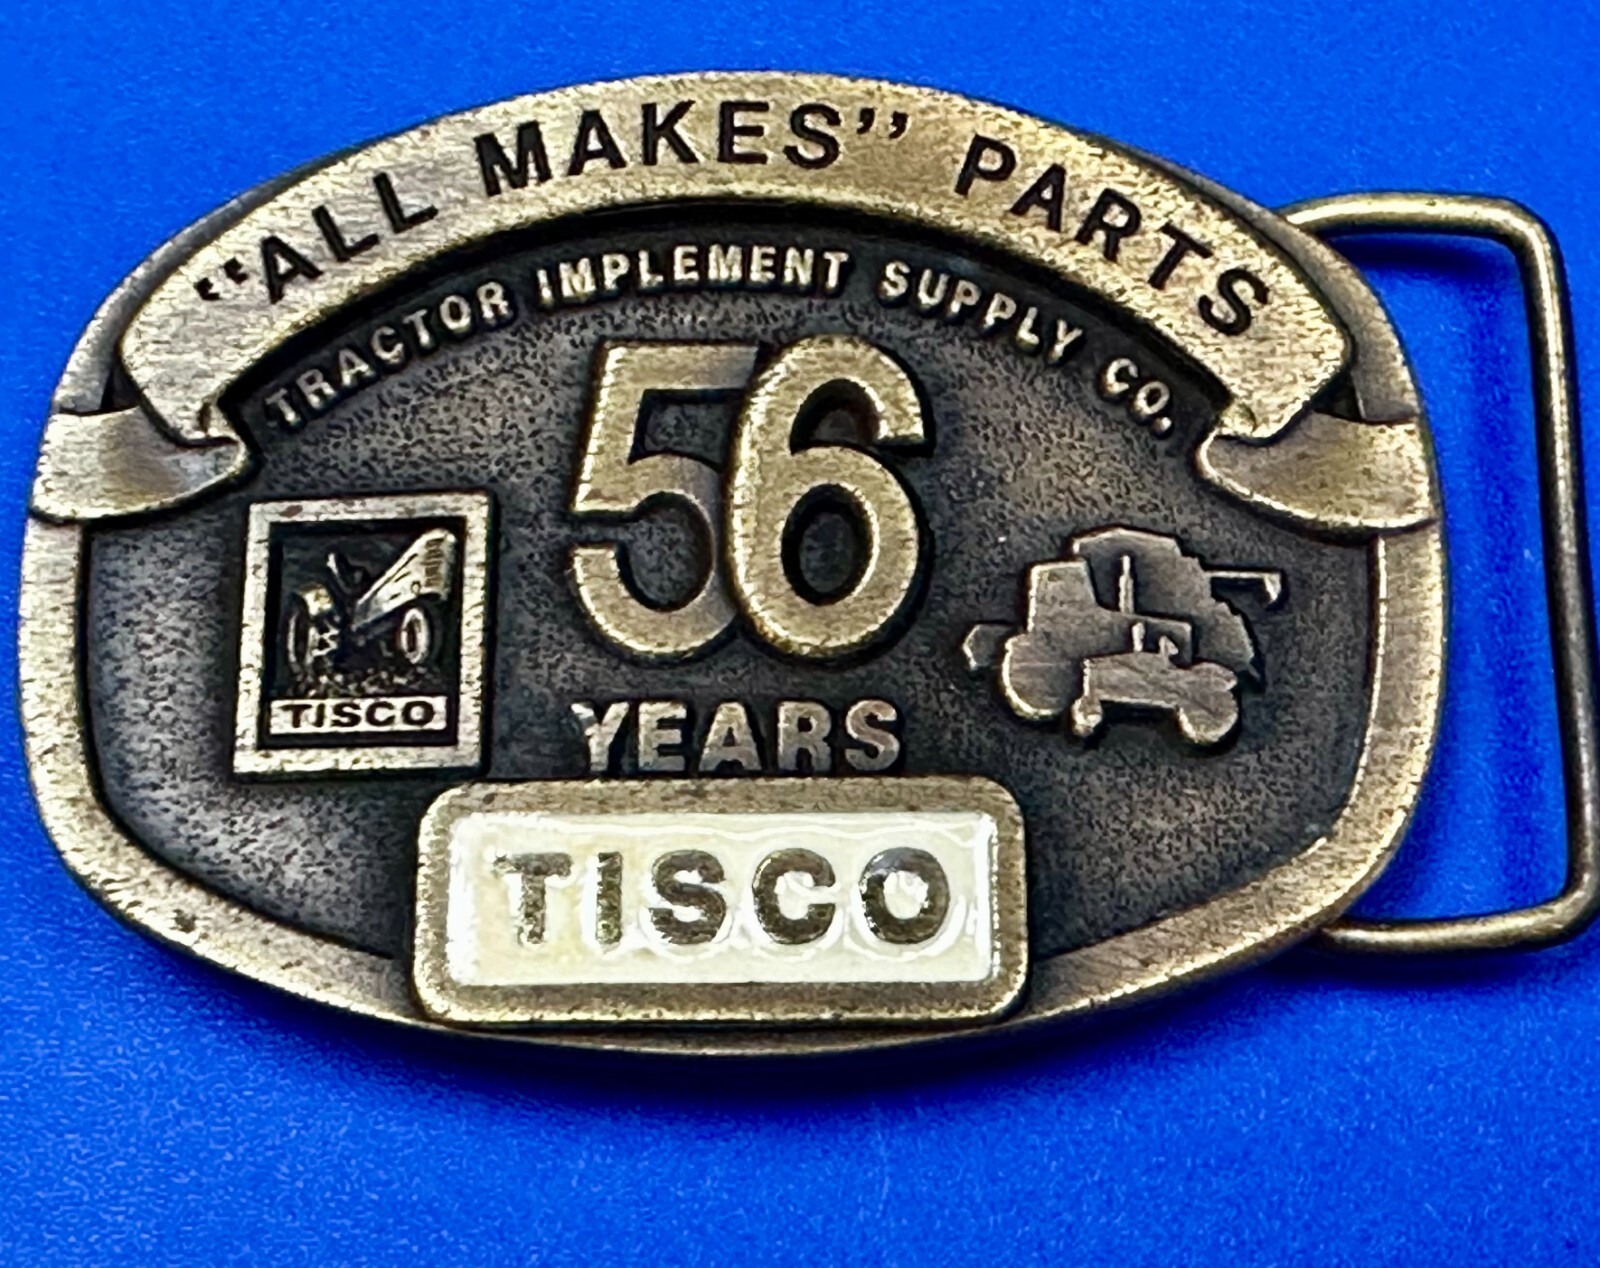 "ALL MAKES" PARTS
TRACTOR IMPLEMENT SUPPLY CO.
56
YEARS
TISCO
TISCO